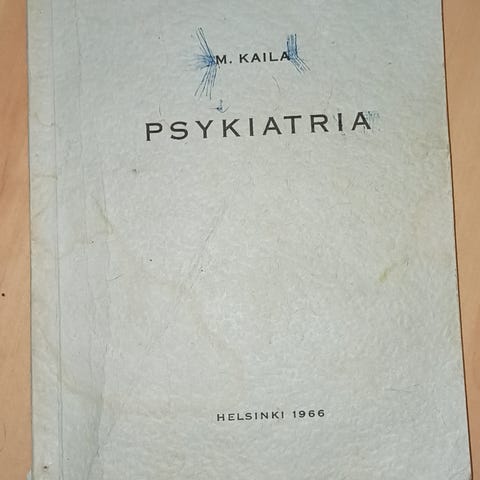 M. KAILA
PSYKIATRIA
HELSINKI 1966